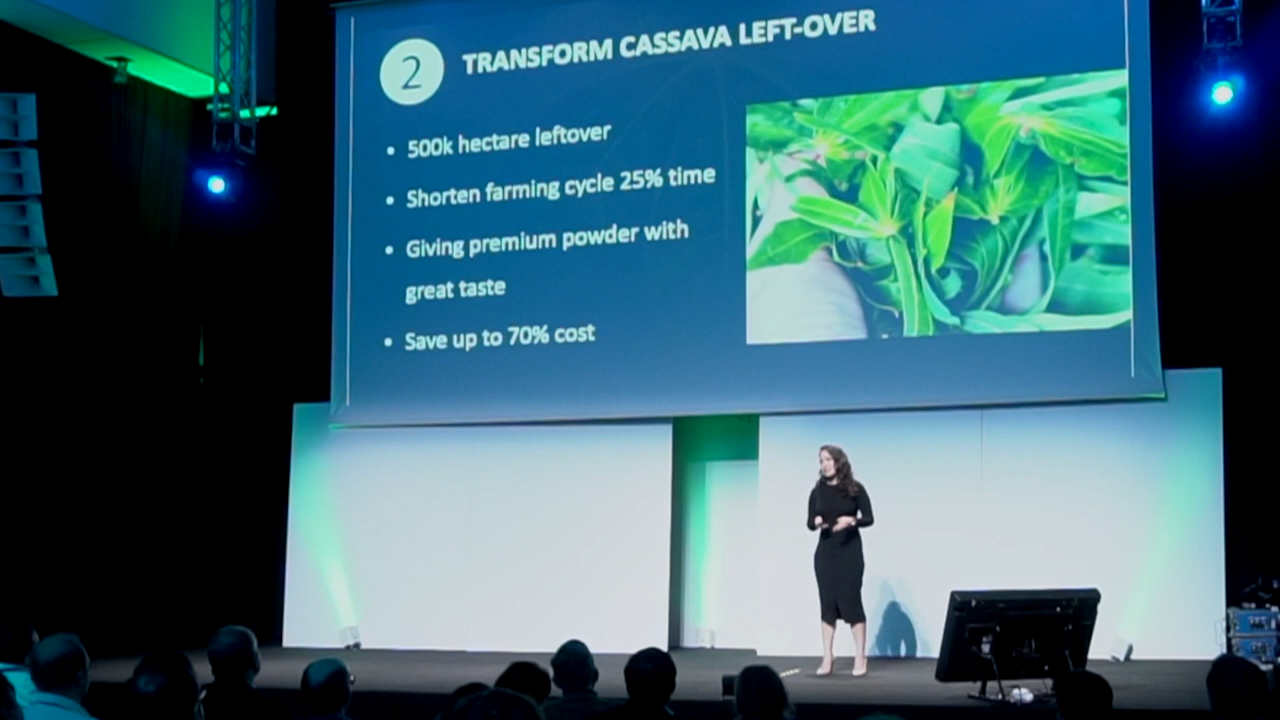 2
TRANSFORM CASSAVA LEFT-OVER
• 500k hectare leftover
• Shorten farming cycle 25% time
• Giving premium powder with
great taste
• Save up to 70% cost